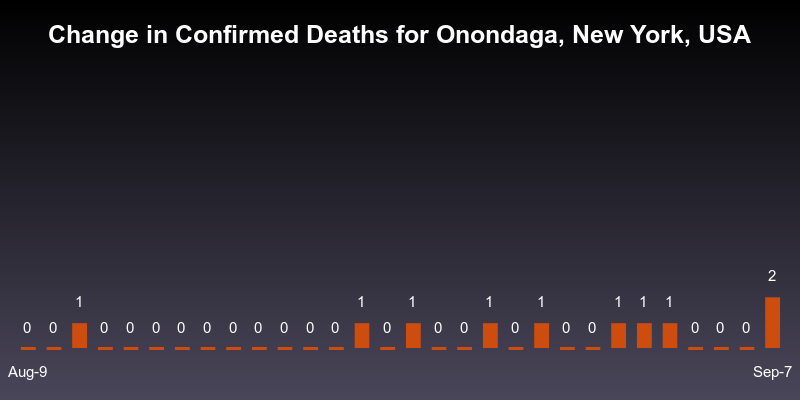 Change in Confirmed Deaths for Onondaga, New York, USA
2
1 1 1 1 1 1 1 1
0 0 0 0 0 0 0 0 0 0 0 0 0 0 0 0 0 0 0 0 0
Aug-9 Sep-7